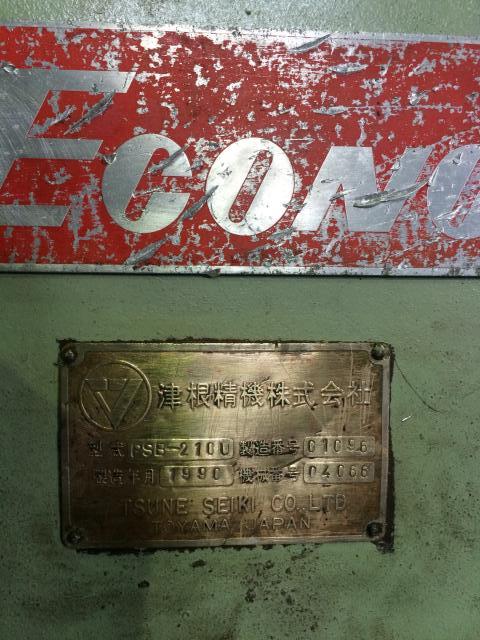 ECONO
津根精機株式会社
型式 PSB-210U 製造番号 01096
製造年月 1990 機械番号 04066
TSUNE SEIKI CO.,LTD.
TOYAMA JAPAN